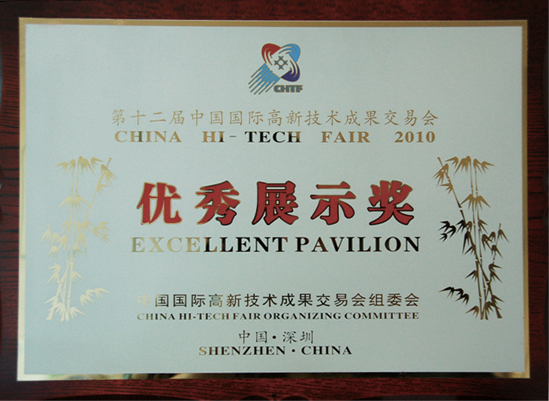 CHTF
第十二届中国国际高新技术成果交易会
CHINA HI-TECH FAIR 2010
优秀展示奖
EXCELLENT PAVILION
中国国际高新技术成果交易会组委会
CHINA HI-TECH FAIR ORGANIZING COMMITTEE
中国·深圳
SHENZHEN·CHINA